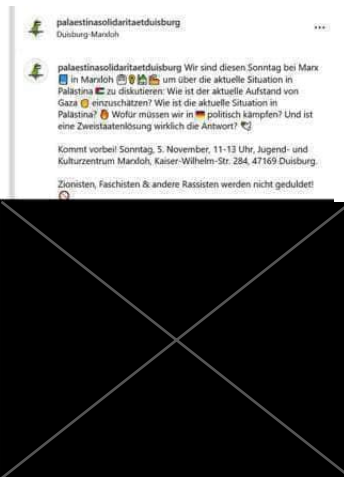 palaestinasolidaritaetduisburg
Duisburg-Marxloh
palaestinasolidaritaetduisburg Wir sind diesen Sonntag bei Marx
in Marxloh um über die aktuelle Situation in
Palästina 🇵🇸 zu diskutieren: Wie ist der aktuelle Aufstand von
Gaza ✊ einzuschätzen? Wie ist die aktuelle Situation in
Palästina? 🔥 Wofür müssen wir in 🇩🇪 politisch kämpfen? Und ist
eine Zweistaatenlösung wirklich die Antwort?
Kommt vorbei! Sonntag, 5. November, 11-13 Uhr, Jugend- und
Kulturzentrum Marxloh, Kaiser-Wilhelm-Str. 284, 47169 Duisburg.
Zionisten, Faschisten & andere Rassisten werden nicht geduldet!
🚫